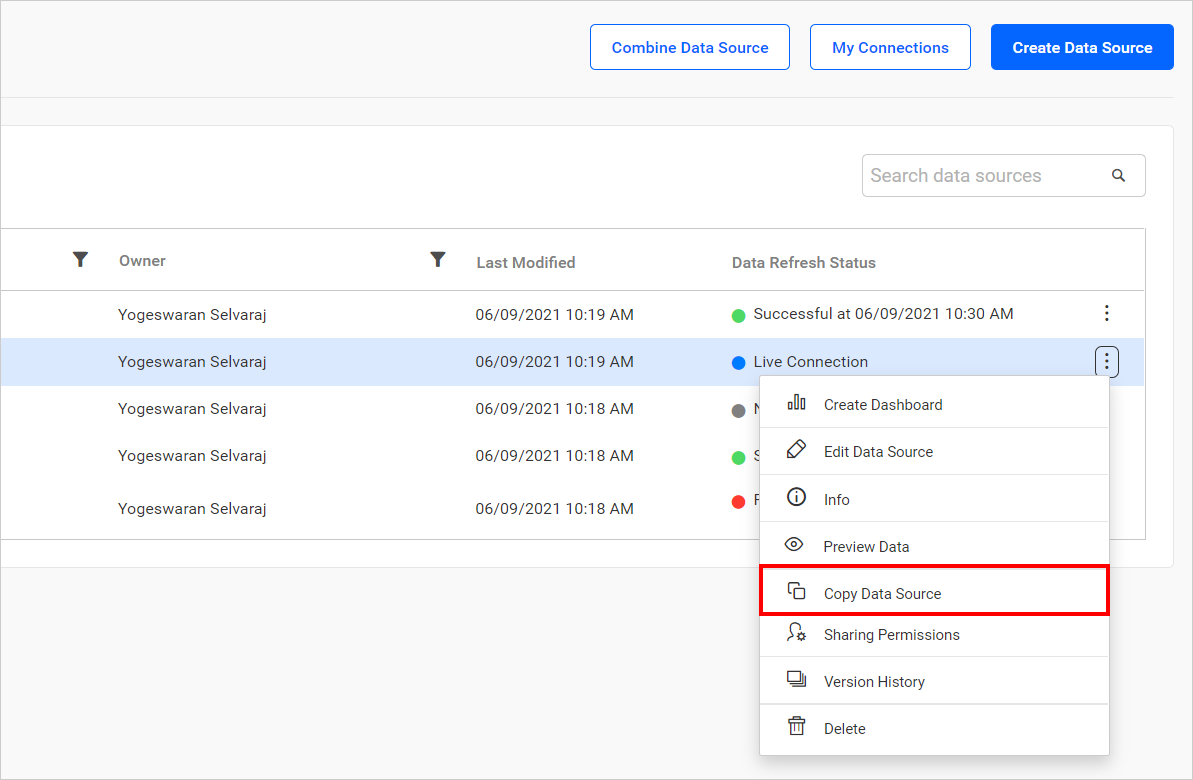 Combine Data Source My Connections Create Data Source
Search data sources
Owner Last Modified Data Refresh Status
Yogeswaran Selvaraj 06/09/2021 10:19 AM Successful at 06/09/2021 10:30 AM
Yogeswaran Selvaraj 06/09/2021 10:19 AM Live Connection
Yogeswaran Selvaraj 06/09/2021 10:18 AM
Yogeswaran Selvaraj 06/09/2021 10:18 AM
Yogeswaran Selvaraj 06/09/2021 10:18 AM
Create Dashboard
Edit Data Source
Info
Preview Data
Copy Data Source
Sharing Permissions
Version History
Delete